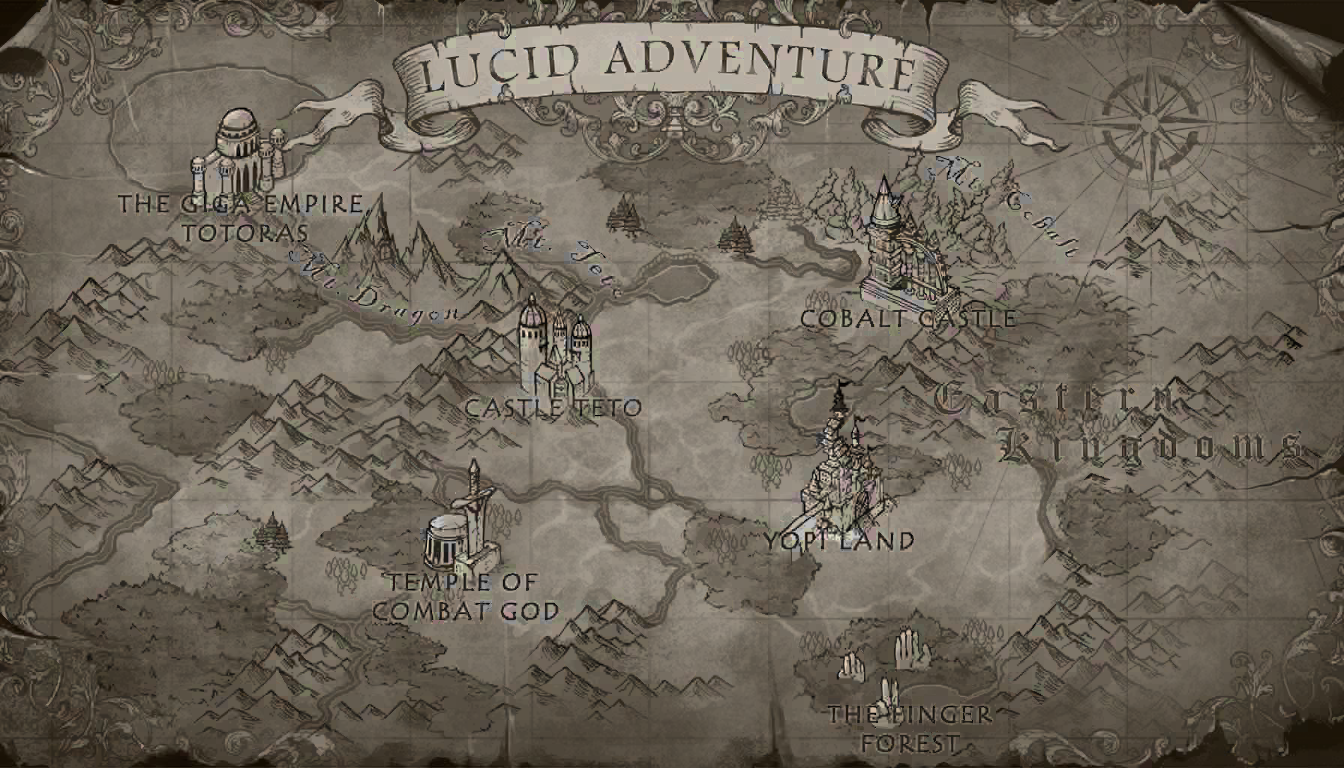 LUCID ADVENTURE
THE GIGA EMPIRE
TOTORAS
Mt. Dragon
Mt. Teto
Mt. Cobalt
COBALT CASTLE
CASTLE TETO
Eastern
Kingdoms
YOPI LAND
TEMPLE OF
COMBAT GOD
THE FINGER
FOREST